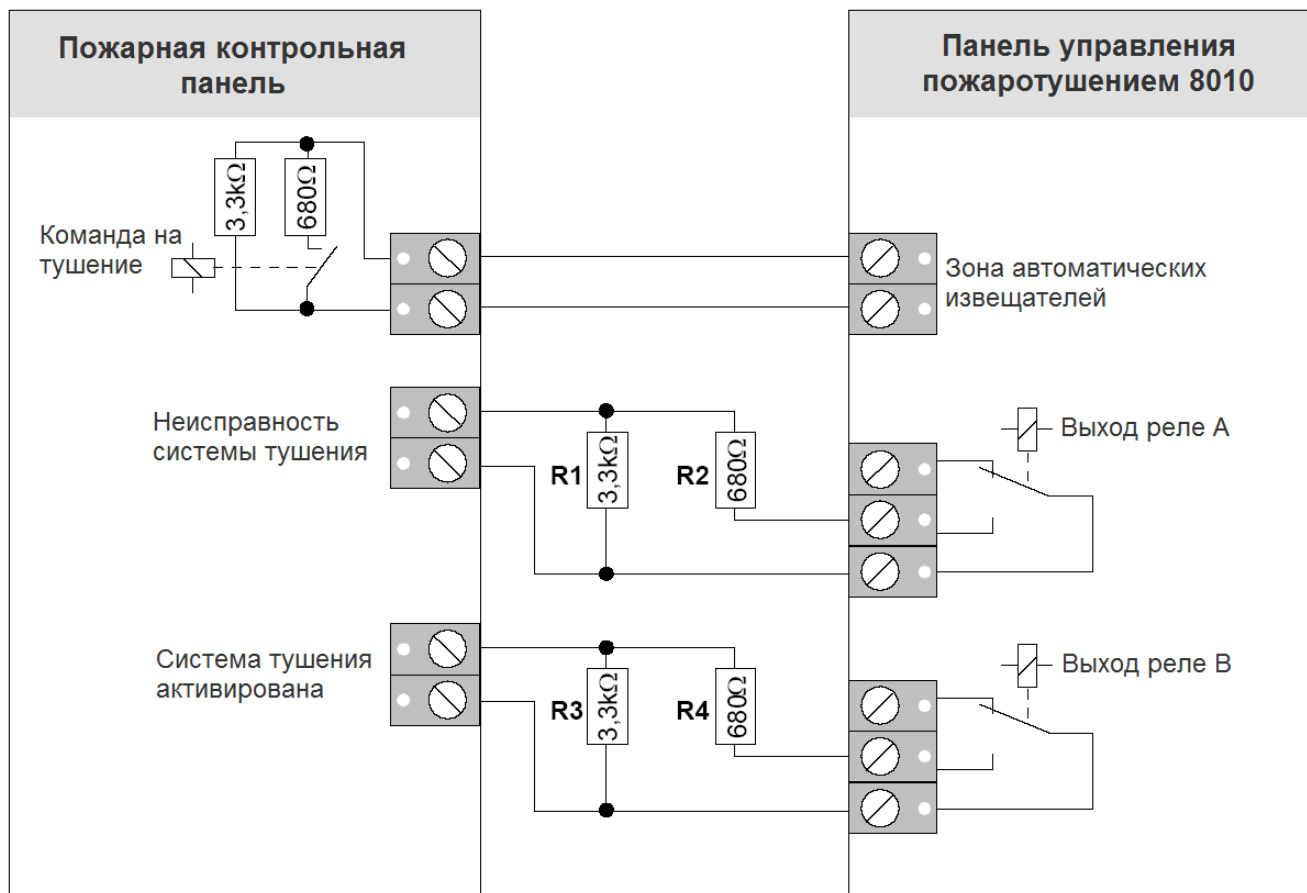 Пожарная контрольная
панель
Панель управления
пожаротушением 8010
3,3kΩ
680Ω
Команда на
тушение
Зона автоматических
извещателей
Неисправность
системы тушения
R1
3,3kΩ
R2
680Ω
Выход реле A
Система тушения
активирована
R3
3,3kΩ
R4
680Ω
Выход реле B